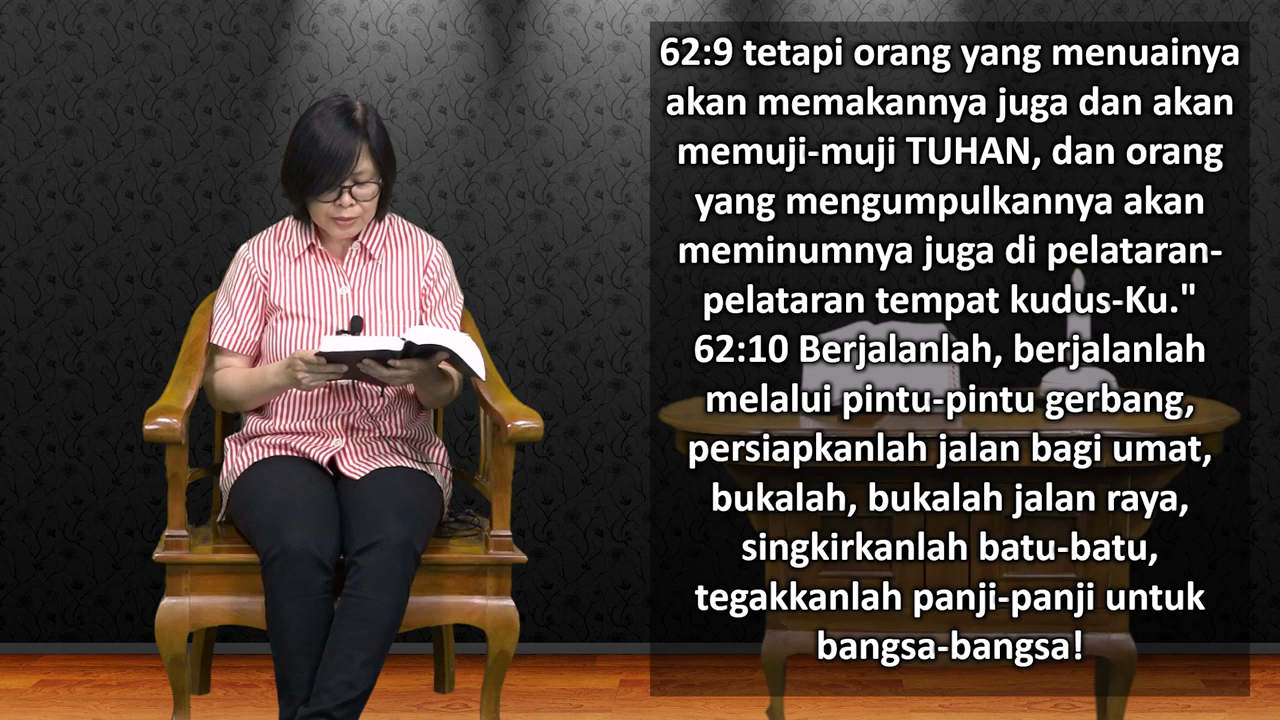 62:9 tetapi orang yang menuainya
akan memakannya juga dan akan
memuji-muji TUHAN, dan orang
yang mengumpulkannya akan
meminumnya juga di pelataran-
pelataran tempat kudus-Ku."
62:10 Berjalanlah, berjalanlah
melalui pintu-pintu gerbang,
persiapkanlah jalan bagi umat,
bukalah, bukalah jalan raya,
singkirkanlah batu-batu,
tegakkanlah panji-panji untuk
bangsa-bangsa!